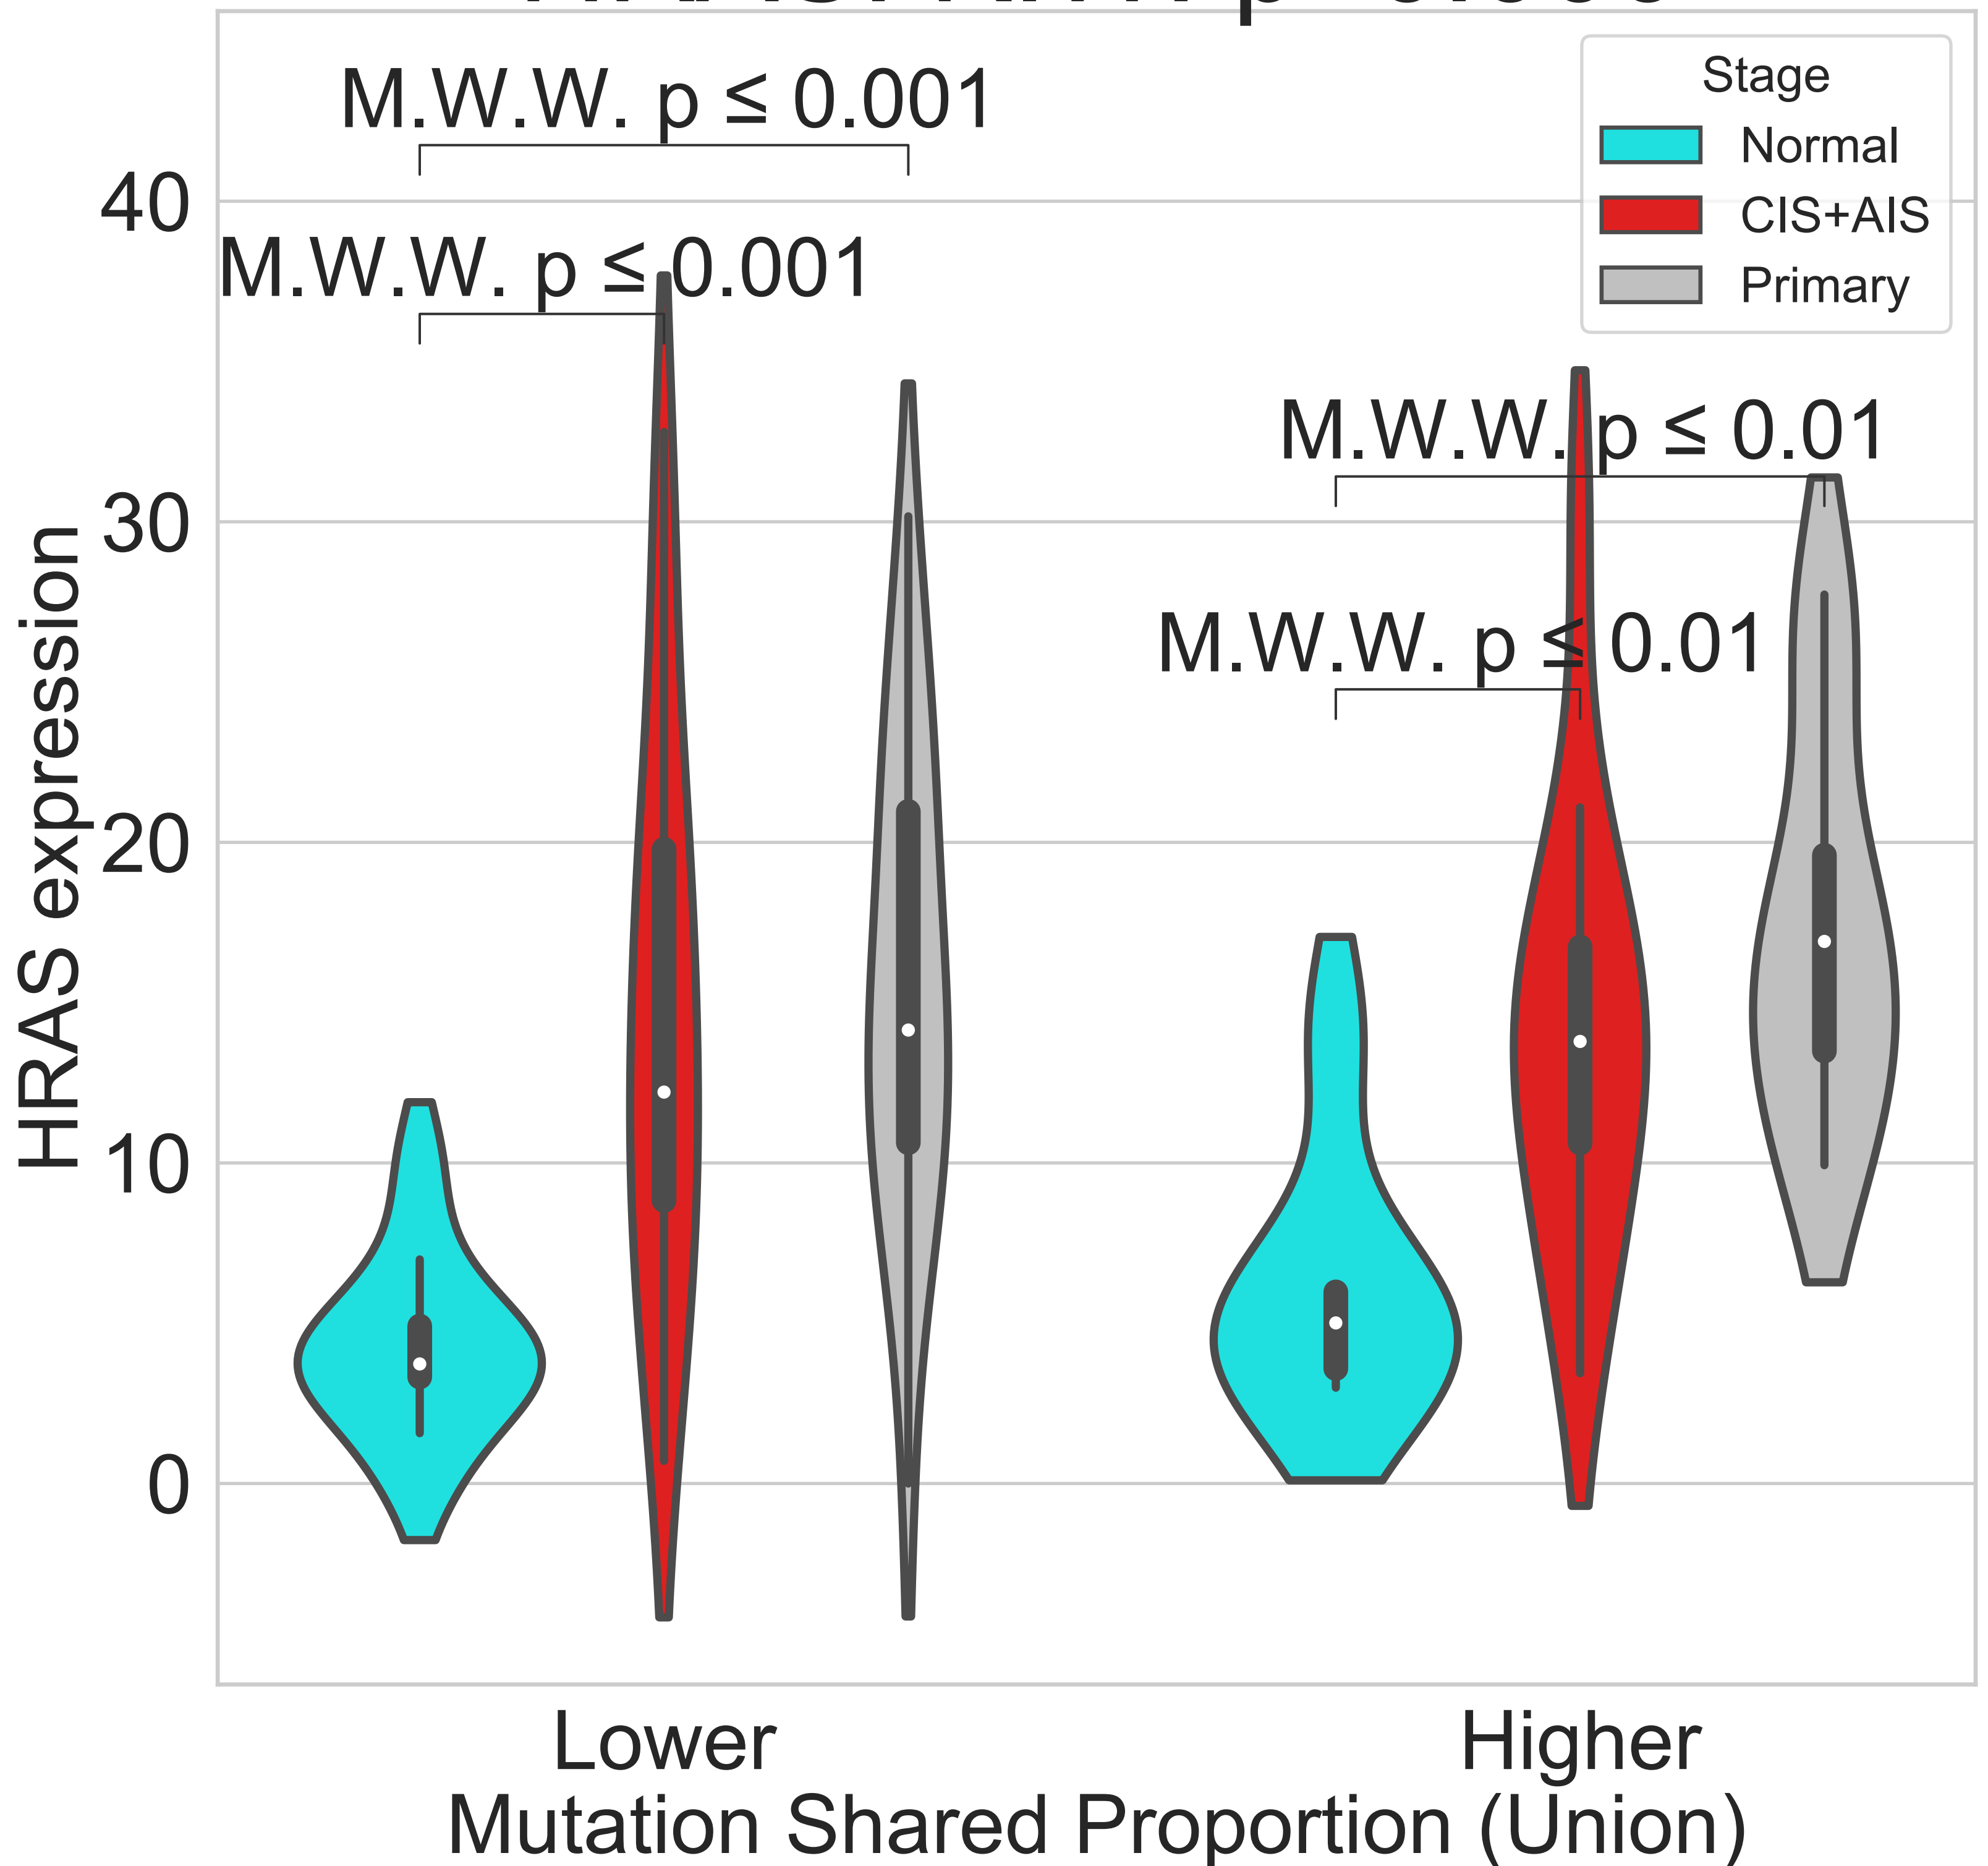 Stage
Normal
CIS+AIS
Primary
M.W.W. p ≤ 0.001
M.W.W. p ≤ 0.001
M.W.W. p ≤ 0.01
M.W.W. p ≤ 0.01
HRAS expression
40
30
20
10
0
Lower
Higher
Mutation Shared Proportion (Union)